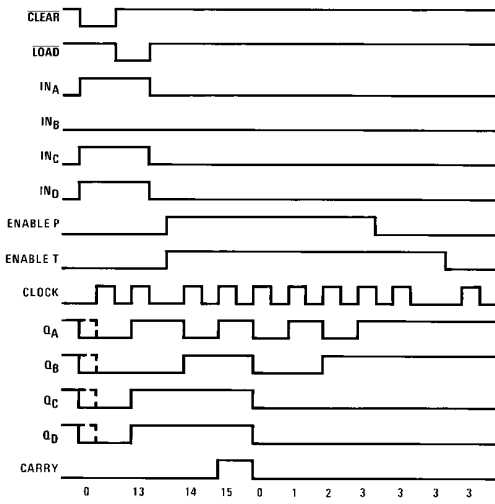 CLEAR
LOAD
INA
INB
INC
IND
ENABLE P
ENABLE T
CLOCK
QA
QB
QC
QD
CARRY
0 13 14 15 0 1 2 3 3 3 3